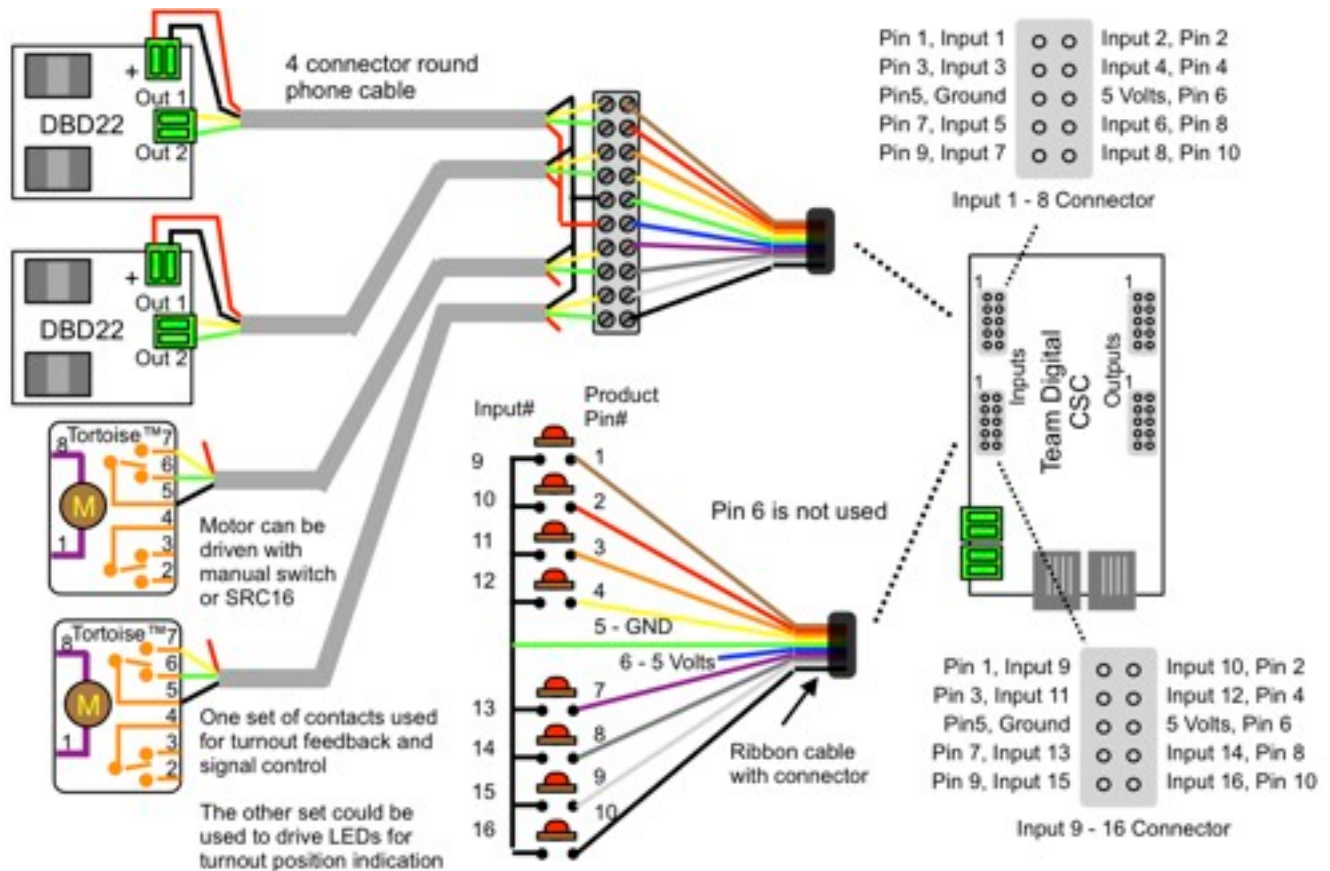 +
Out 1
DBD22
Out 2
4 connector round
phone cable
+
Out 1
DBD22
Out 2
Pin 1, Input 1
Input 2, Pin 2
Pin 3, Input 3
Input 4, Pin 4
Pin5, Ground
5 Volts, Pin 6
Pin 7, Input 5
Input 6, Pin 8
Pin 9, Input 7
Input 8, Pin 10
Input 1 - 8 Connector
1
1
1
1
Inputs
Outputs
Team Digital
CSC
Tortoise™
8
7
6
5
4
3
2
1
M
Motor can be
driven with
manual switch
or SRC16
Tortoise™
8
7
6
5
4
3
2
1
M
One set of contacts used
for turnout feedback and
signal control
The other set could be
used to drive LEDs for
turnout position indication
Input#
Product
Pin#
9
1
10
2
11
3
12
4
5 - GND
6 - 5 Volts
13
7
14
8
15
9
16
10
Pin 6 is not used
Ribbon cable
with connector
Pin 1, Input 9
Input 10, Pin 2
Pin 3, Input 11
Input 12, Pin 4
Pin5, Ground
5 Volts, Pin 6
Pin 7, Input 13
Input 14, Pin 8
Pin 9, Input 15
Input 16, Pin 10
Input 9 - 16 Connector